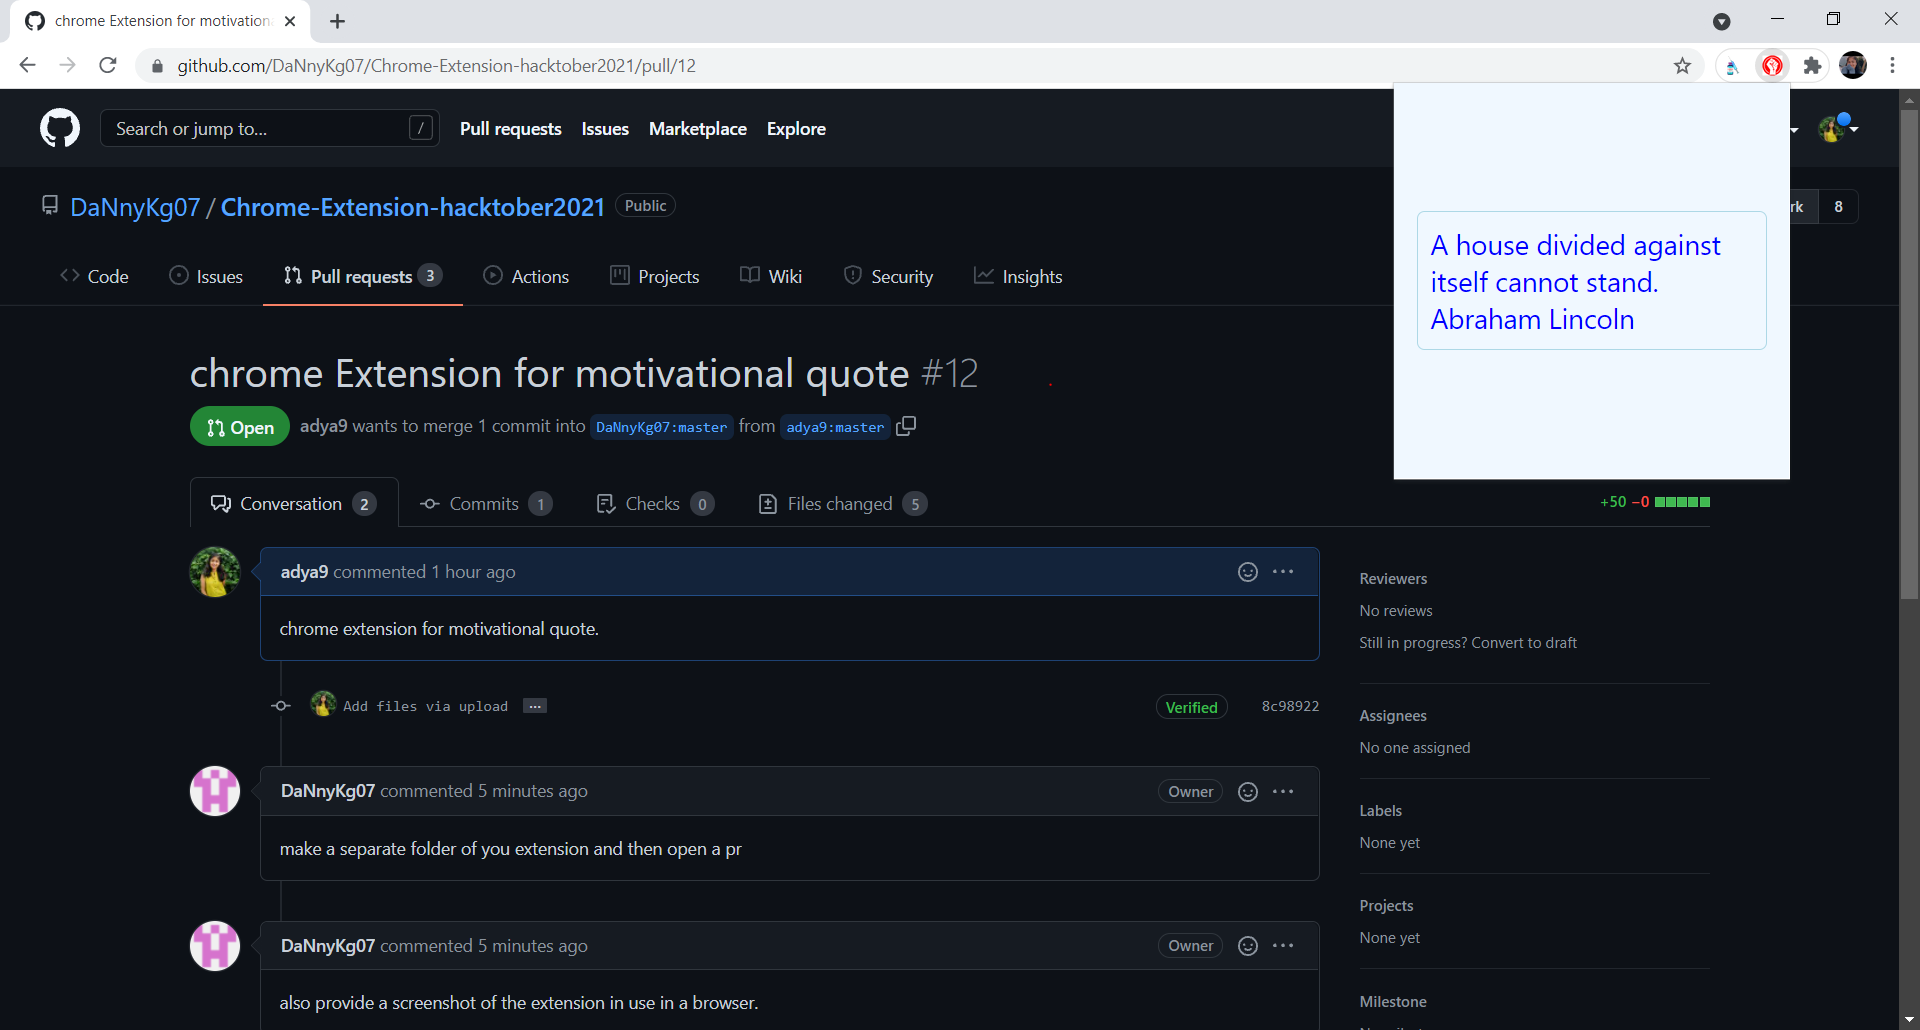 chrome Extension for motivation
github.com/DaNnyKg07/Chrome-Extension-hacktober2021/pull/12
Search or jump to... /
Pull requests Issues Marketplace Explore
DaNnyKg07 / Chrome-Extension-hacktober2021 Public
rk 8
Code Issues Pull requests 3 Actions Projects Wiki Security Insights
A house divided against
itself cannot stand.
Abraham Lincoln
chrome Extension for motivational quote #12
Open adya9 wants to merge 1 commit into DaNnyKg07:master from adya9:master
Conversation 2 Commits 1 Checks 0 Files changed 5
+50 −0
adya9 commented 1 hour ago
chrome extension for motivational quote.
Add files via upload ... Verified 8c98922
DaNnyKg07 commented 5 minutes ago Owner
make a separate folder of you extension and then open a pr
DaNnyKg07 commented 5 minutes ago Owner
also provide a screenshot of the extension in use in a browser.
Reviewers
No reviews
Still in progress? Convert to draft
Assignees
No one assigned
Labels
None yet
Projects
None yet
Milestone